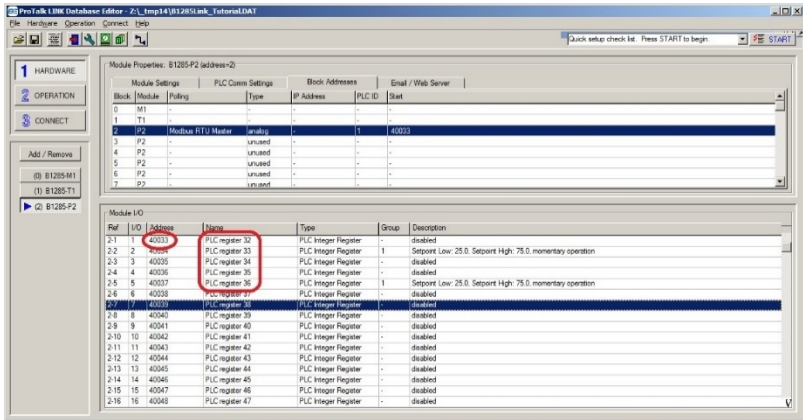 ProTalk LINK Database Editor - Z:\_tmp14\B1285Link_Tutorial.DAT
File Hardware Operation Connect Help
Quick setup check list. Press START to begin. START
1 HARDWARE
2 OPERATION
3 CONNECT
Add / Remove
(0) B1285-M1
(1) B1285-T1
(2) B1285-P2
Module Properties: B1285-P2 (address=2)
Module Settings PLC Comm Settings Block Addresses Email / Web Server
Block Module Polling Type IP Address PLC ID Start
0 M1 - - - - -
1 T1 - - - - -
2 P2 Modbus RTU Master analog - 1 40033
3 P2 - unused - - -
4 P2 - unused - - -
5 P2 - unused - - -
6 P2 - unused - - -
7 P2 - unused - - -
Module I/O
Ref I/O Address Name Type Group Description
2-1 1 40033 PLC register 32 PLC Integer Register - disabled
2-2 2 40034 PLC register 33 PLC Integer Register 1 Setpoint Low: 25.0, Setpoint High: 75.0, momentary operation
2-3 3 40035 PLC register 34 PLC Integer Register - disabled
2-4 4 40036 PLC register 35 PLC Integer Register - disabled
2-5 5 40037 PLC register 36 PLC Integer Register 1 Setpoint Low: 25.0, Setpoint High: 75.0, momentary operation
2-6 6 40038 PLC register 37 PLC Integer Register - disabled
2-7 7 40039 PLC register 38 PLC Integer Register - disabled
2-8 8 40040 PLC register 39 PLC Integer Register - disabled
2-9 9 40041 PLC register 40 PLC Integer Register - disabled
2-10 10 40042 PLC register 41 PLC Integer Register - disabled
2-11 11 40043 PLC register 42 PLC Integer Register - disabled
2-12 12 40044 PLC register 43 PLC Integer Register - disabled
2-13 13 40045 PLC register 44 PLC Integer Register - disabled
2-14 14 40046 PLC register 45 PLC Integer Register - disabled
2-15 15 40047 PLC register 46 PLC Integer Register - disabled
2-16 16 40048 PLC register 47 PLC Integer Register - disabled